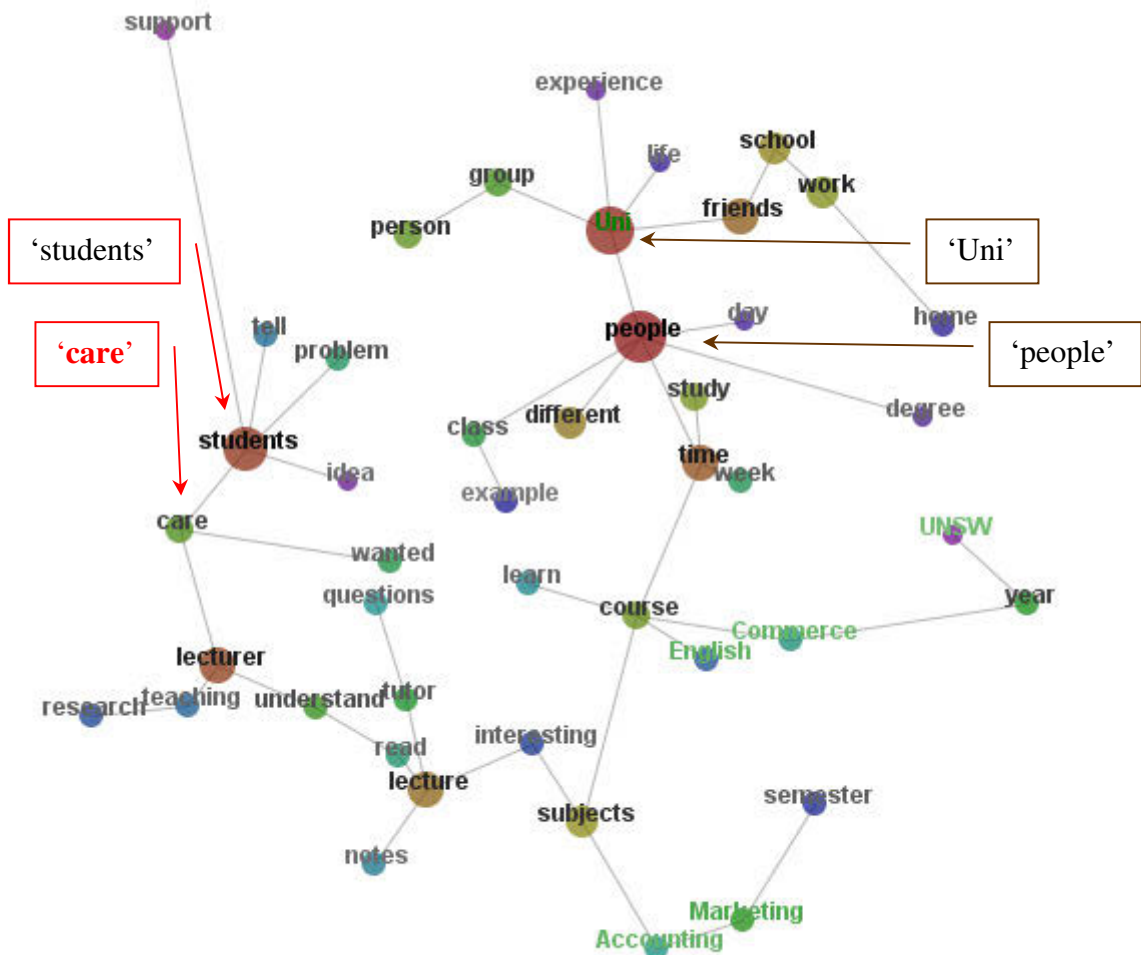 support
experience
life
school
group
work
Uni
friends
person
‘students’
‘Uni’
day
home
tell
people
‘care’
problem
‘people’
study
different
degree
class
students
time
idea
week
example
care
UNSW
wanted
learn
questions
year
course
Commerce
English
lecturer
teaching
understand
tutor
research
interesting
read
lecture
semester
subjects
notes
Marketing
Accounting